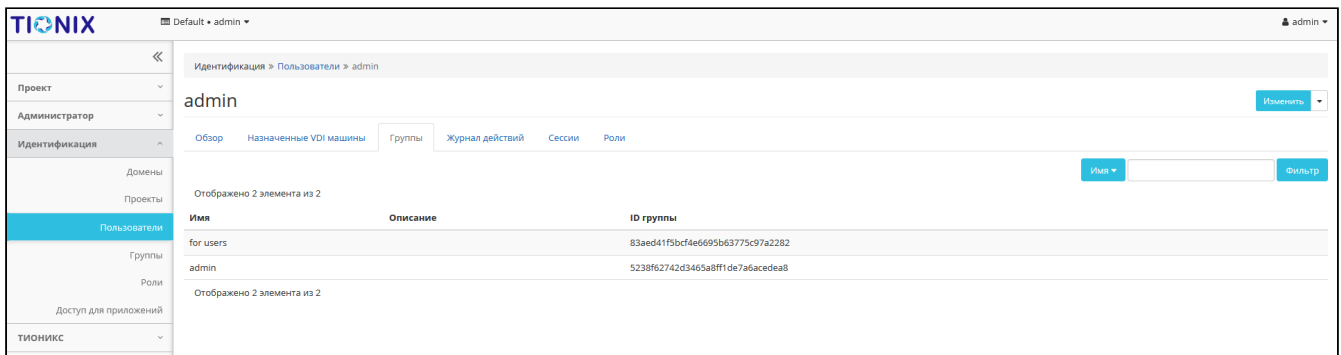 TIONIX
Default • admin
admin
Идентификация » Пользователи » admin
Проект
Администратор
Идентификация
Домены
Проекты
Пользователи
Группы
Роли
Доступ для приложений
ТИОНИКС
admin
Изменить
Обзор Назначенные VDI машины Группы Журнал действий Сессии Роли
Имя Фильтр
Отображено 2 элемента из 2
Имя Описание ID группы
for users 83aed41f5bcf4e6695b63775c97a2282
admin 5238f62742d3465a8ff1de7a6acedea8
Отображено 2 элемента из 2